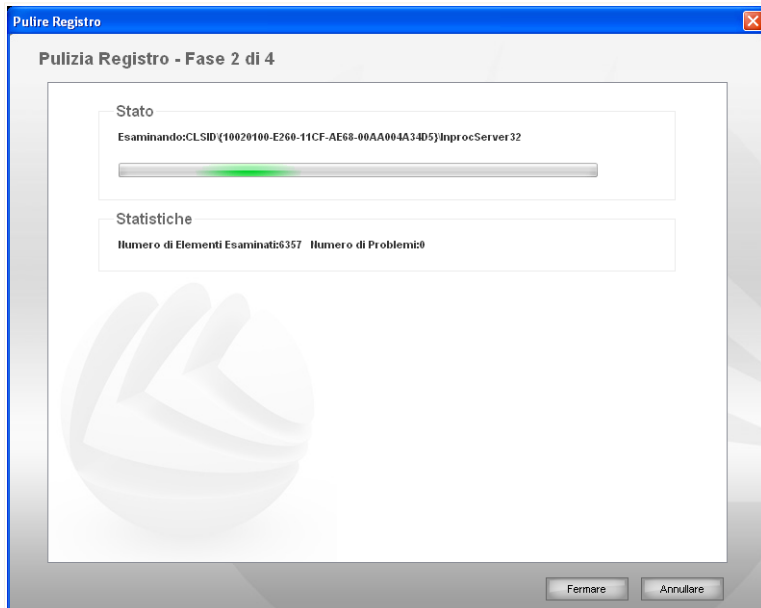 Pulire Registro
Pulizia Registro - Fase 2 di 4
Stato
Esaminando:CLSID\{10020100-E260-11CF-AE68-00AA004A34D5}\InprocServer32
Statistiche
Numero di Elementi Esaminati:6357 Numero di Problemi:0
Fermare Annullare